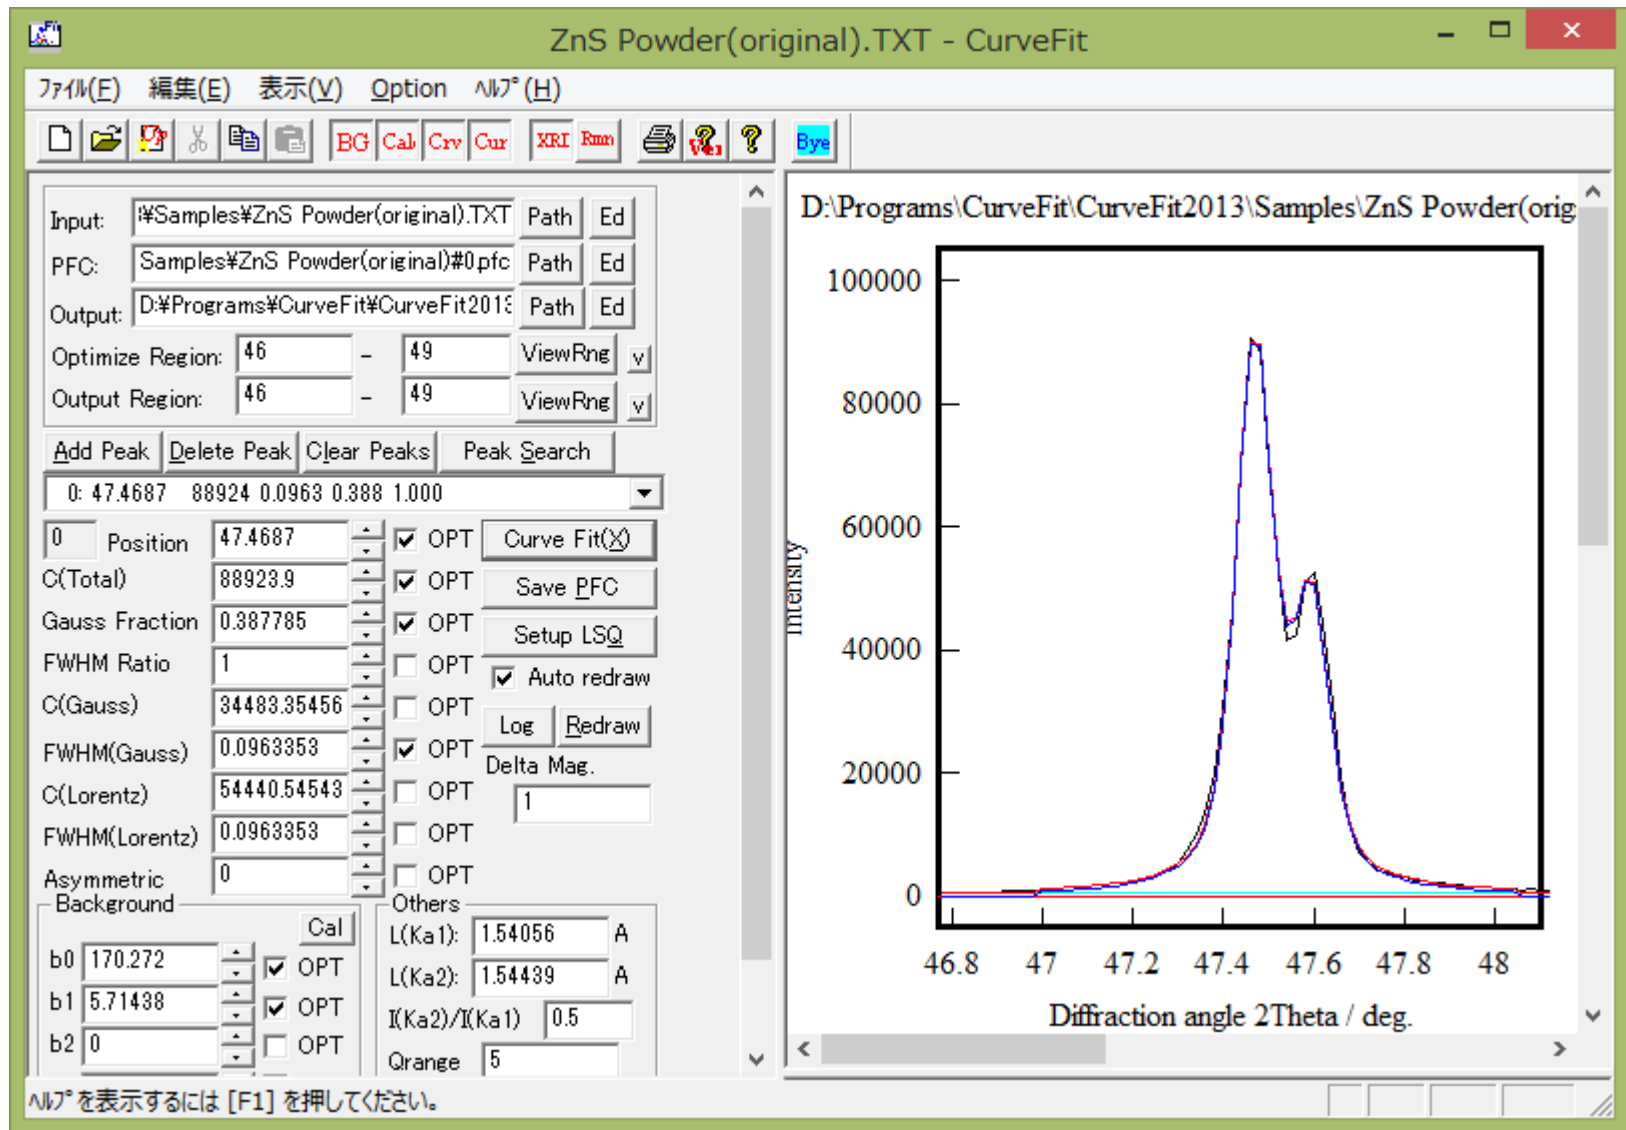 ZnS Powder(original).TXT - CurveFit
ﾌｧｲﾙ(F) 編集(E) 表示(V) Option ﾍﾙﾌﾟ(H)
BG Cal Crv Cur XRI Rmn Bye
Input: \Samples\ZnS Powder(original).TXT Path Ed
PFC: Samples¥ZnS Powder(original)#0.pfc Path Ed
Output: D:¥Programs¥CurveFit¥CurveFit2013 Path Ed
Optimize Region: 46 - 49 ViewRng v
Output Region: 46 - 49 ViewRng v
Add Peak Delete Peak Clear Peaks Peak Search
0: 47.4687 88924 0.0963 0.388 1.000
0 Position 47.4687 OPT Curve Fit(X)
C(Total) 88923.9 OPT Save PFC
Gauss Fraction 0.387785 OPT Setup LSQ
FWHM Ratio 1 OPT Auto redraw
C(Gauss) 34483.35456 OPT Log Redraw
FWHM(Gauss) 0.0963353 OPT Delta Mag.
C(Lorentz) 54440.54543 OPT 1
FWHM(Lorentz) 0.0963353 OPT
Asymmetric 0 OPT
Background Cal
b0 170.272 OPT
b1 5.71438 OPT
b2 0 OPT
Others
L(Ka1): 1.54056 A
L(Ka2): 1.54439 A
I(Ka2)/I(Ka1) 0.5
Qrange 5
D:\Programs\CurveFit\CurveFit2013\Samples\ZnS Powder(orig
100000
80000
60000
40000
20000
0
Intensity
46.8 47 47.2 47.4 47.6 47.8 48
Diffraction angle 2Theta / deg.
ﾍﾙﾌﾟを表示するには [F1] を押してください。